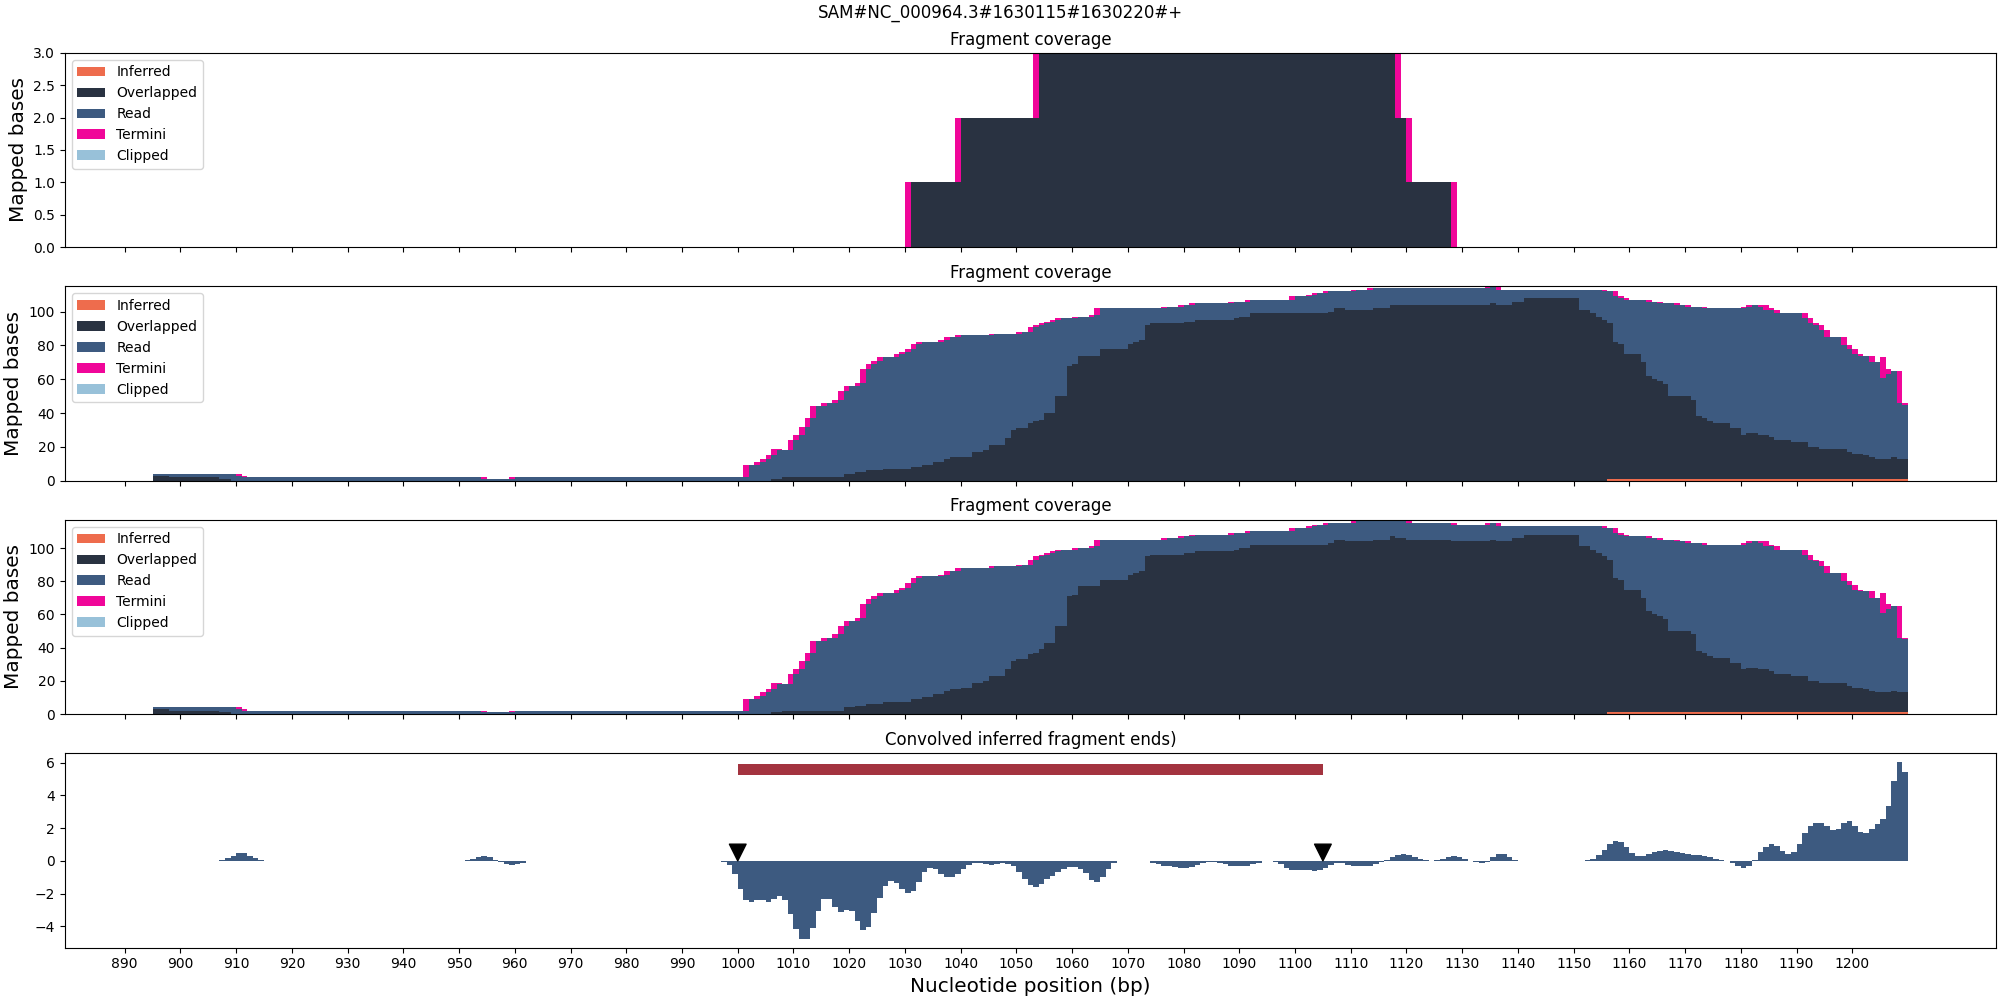 SAM#NC_000964.3#1630115#1630220#+
Fragment coverage
Mapped bases
3.0
2.5
2.0
1.5
1.0
0.5
0.0
Inferred
Overlapped
Read
Termini
Clipped
Fragment coverage
Mapped bases
100
80
60
40
20
0
Inferred
Overlapped
Read
Termini
Clipped
Fragment coverage
Mapped bases
100
80
60
40
20
0
Inferred
Overlapped
Read
Termini
Clipped
Convolved inferred fragment ends)
6
4
2
0
−2
−4
890 900 910 920 930 940 950 960 970 980 990 1000 1010 1020 1030 1040 1050 1060 1070 1080 1090 1100 1110 1120 1130 1140 1150 1160 1170 1180 1190 1200
Nucleotide position (bp)